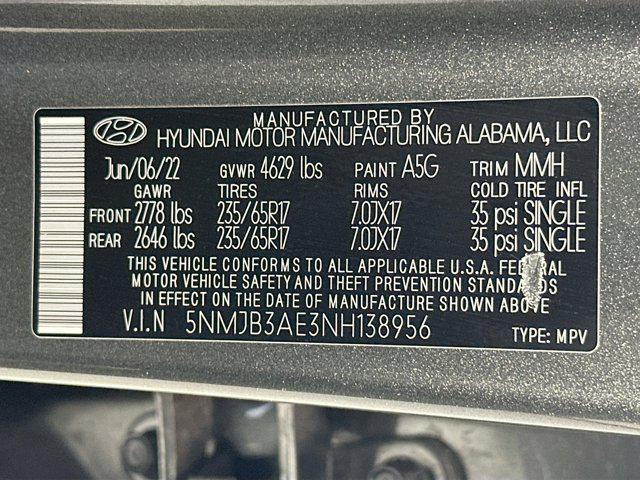 MANUFACTURED BY
HYUNDAI MOTOR MANUFACTURING ALABAMA, LLC
Jun/06/22 GVWR 4629 lbs PAINT A5G TRIM MMH
GAWR TIRES RIMS COLD TIRE INFL
FRONT 2778 lbs 235/65R17 7.0JX17 35 psi SINGLE
REAR 2646 lbs 235/65R17 7.0JX17 35 psi SINGLE
THIS VEHICLE CONFORMS TO ALL APPLICABLE U.S.A. FEDERAL
MOTOR VEHICLE SAFETY AND THEFT PREVENTION STANDARDS
IN EFFECT ON THE DATE OF MANUFACTURE SHOWN ABOVE
V.I.N 5NMJB3AE3NH138956 TYPE: MPV